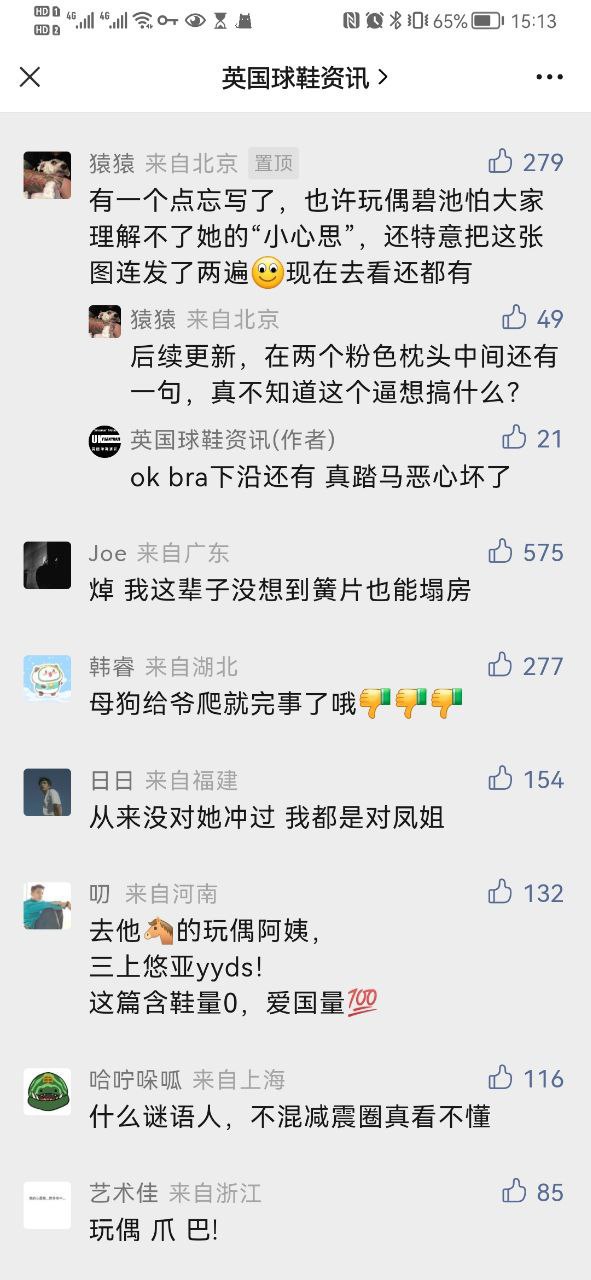 HD 1 4G 4G 65% 15:13
HD 2
英国球鞋资讯
猿猿 来自北京 置顶 279
有一个点忘写了，也许玩偶碧池怕大家
理解不了她的“小心思”，还特意把这张
图连发了两遍🙂现在去看还都有
猿猿 来自北京 49
后续更新，在两个粉色枕头中间还有
一句，真不知道这个逼想搞什么？
英国球鞋资讯(作者) 21
ok bra下沿还有 真踏马恶心坏了
Joe 来自广东 575
焯 我这辈子没想到簧片也能塌房
韩睿 来自湖北 277
母狗给爷爬就完事了哦👎👎👎
日日 来自福建 154
从来没对她冲过 我都是对凤姐
叨 来自河南 132
去他🐴的玩偶阿姨，
三上悠亚yyds!
这篇含鞋量0，爱国量💯
哈咛哚呱 来自上海 116
什么谜语人，不混减震圈真看不懂
艺术佳 来自浙江 85
玩偶 爪 巴!